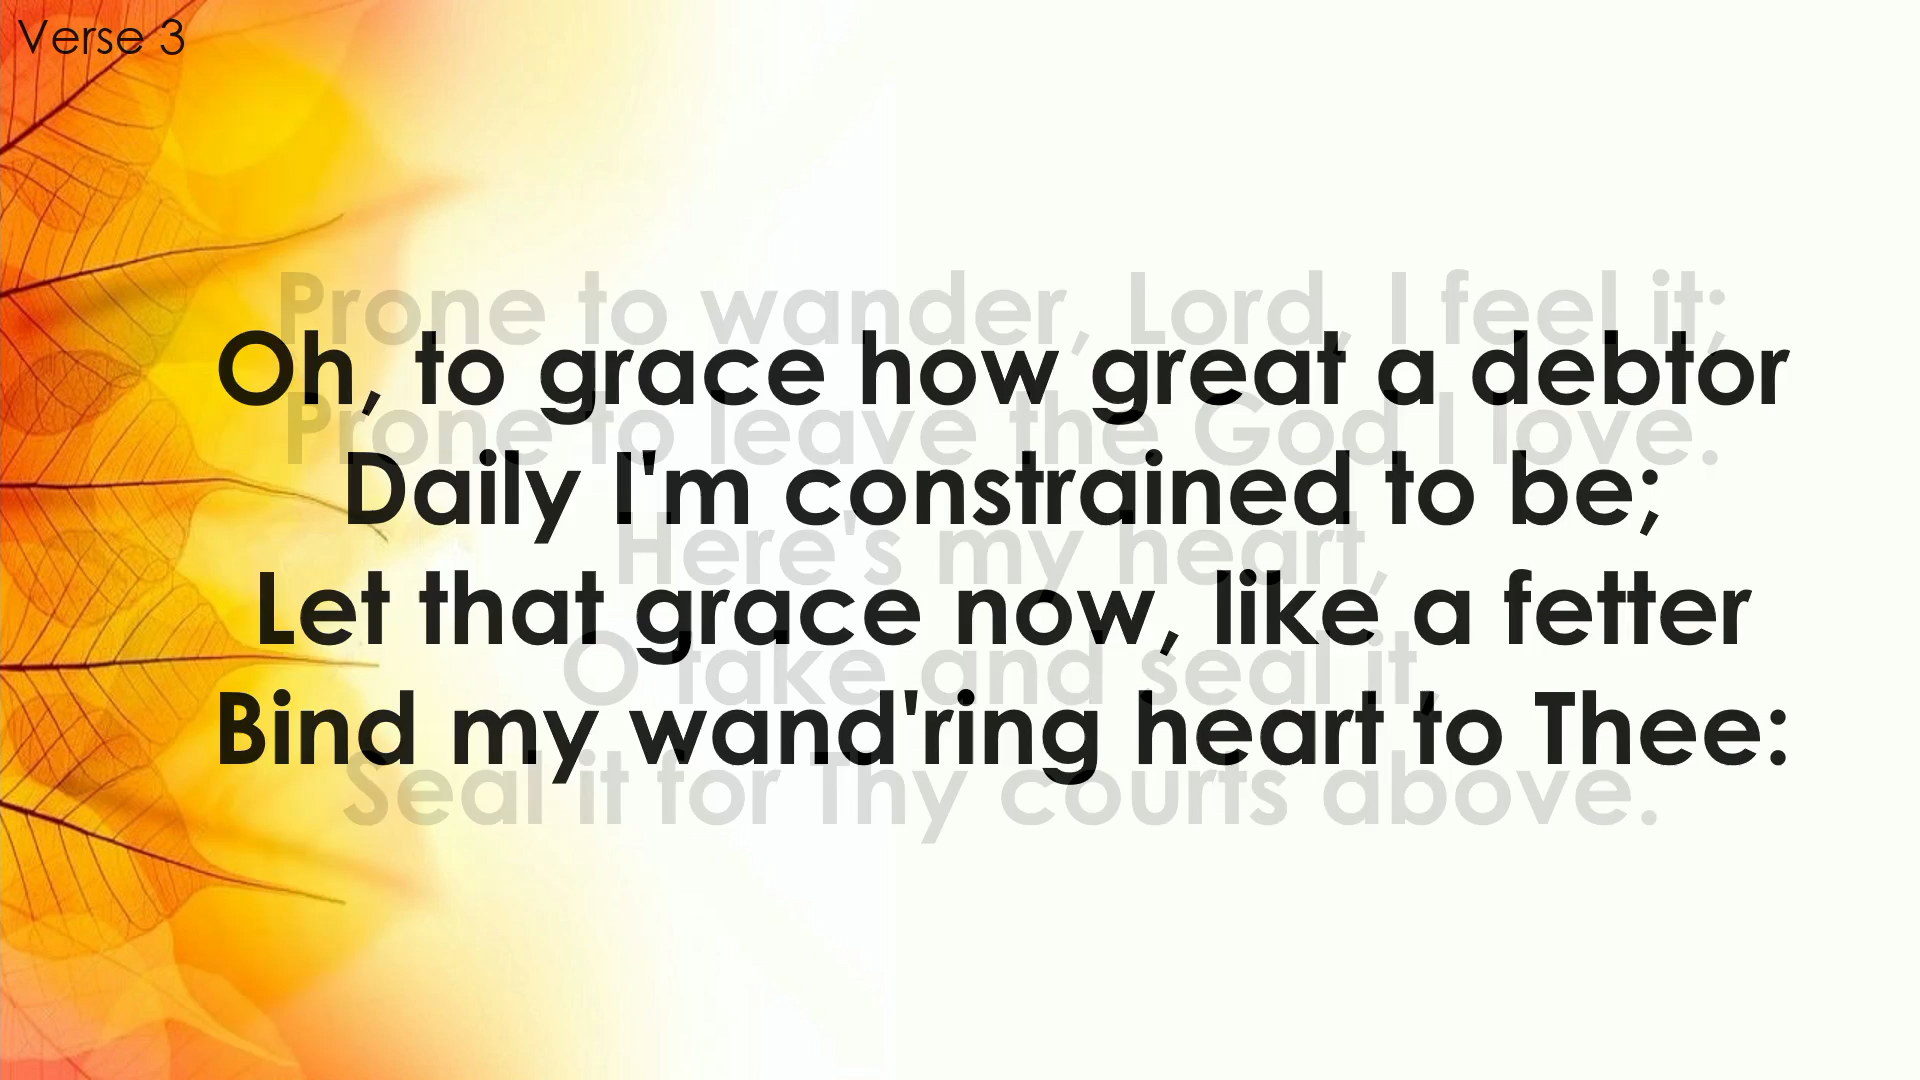 Verse 3
Oh, to grace how great a debtor
Daily I'm constrained to be;
Let that grace now, like a fetter
Bind my wand'ring heart to Thee:
Prone to wander, Lord, I feel it;
Prone to leave the God I love.
Here's my heart,
O take and seal it,
Seal it for Thy courts above.